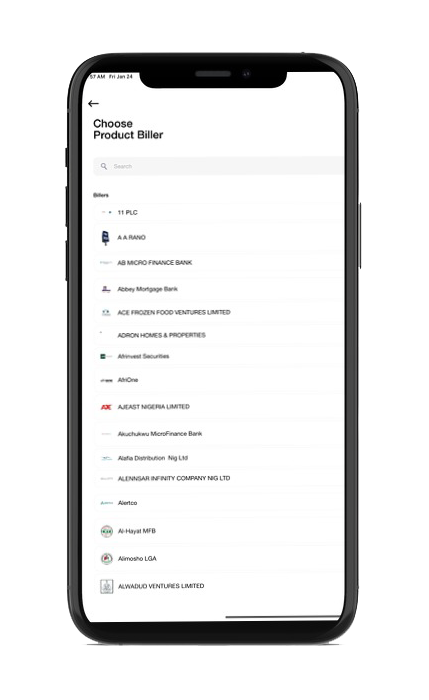 57 AM Fri Jan 24
Choose
Product Biller
Search
Billers
11 PLC
A A RANO
AB MICRO FINANCE BANK
Abbey Mortgage Bank
ACE FROZEN FOOD VENTURES LIMITED
ADRON HOMES & PROPERTIES
Afrinvest Securities
AfriOne
AJEAST NIGERIA LIMITED
Akuchukwu MicroFinance Bank
Alzfia Distribution Nig Ltd
ALENNSAR INFINITY COMPANY NIG LTD
Alertco
Al-Hayat MFB
Alimosho LGA
ALWADUD VENTURES LIMITED